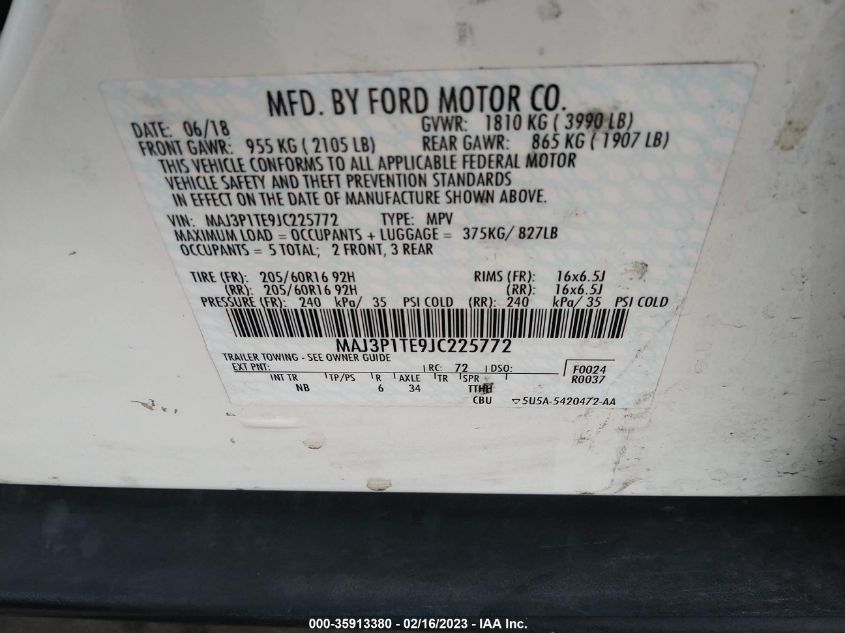 MFD. BY FORD MOTOR CO.
DATE: 06/18 GVWR: 1810 KG ( 3990 LB)
FRONT GAWR: 955 KG ( 2105 LB) REAR GAWR: 865 KG ( 1907 LB)
THIS VEHICLE CONFORMS TO ALL APPLICABLE FEDERAL MOTOR
VEHICLE SAFETY AND THEFT PREVENTION STANDARDS
IN EFFECT ON THE DATE OF MANUFACTURE SHOWN ABOVE.
VIN: MAJ3P1TE9JC225772 TYPE: MPV
MAXIMUM LOAD = OCCUPANTS + LUGGAGE = 375KG/ 827LB
OCCUPANTS = 5 TOTAL; 2 FRONT, 3 REAR
TIRE (FR): 205/60R16 92H RIMS (FR): 16x6.5J
(RR): 205/60R16 92H (RR): 16x6.5J
PRESSURE (FR): 240 kPa/ 35 PSI COLD (RR): 240 kPa/ 35 PSI COLD
MAJ3P1TE9JC225772
TRAILER TOWING - SEE OWNER GUIDE
EXT PNT: RC: 72 DSO: F0024
R0037
INT TR TP/PS R AXLE TR SPR
NB 6 34
CBU 5U5A-5420472-AA
000-35913380 - 02/16/2023 - IAA Inc.